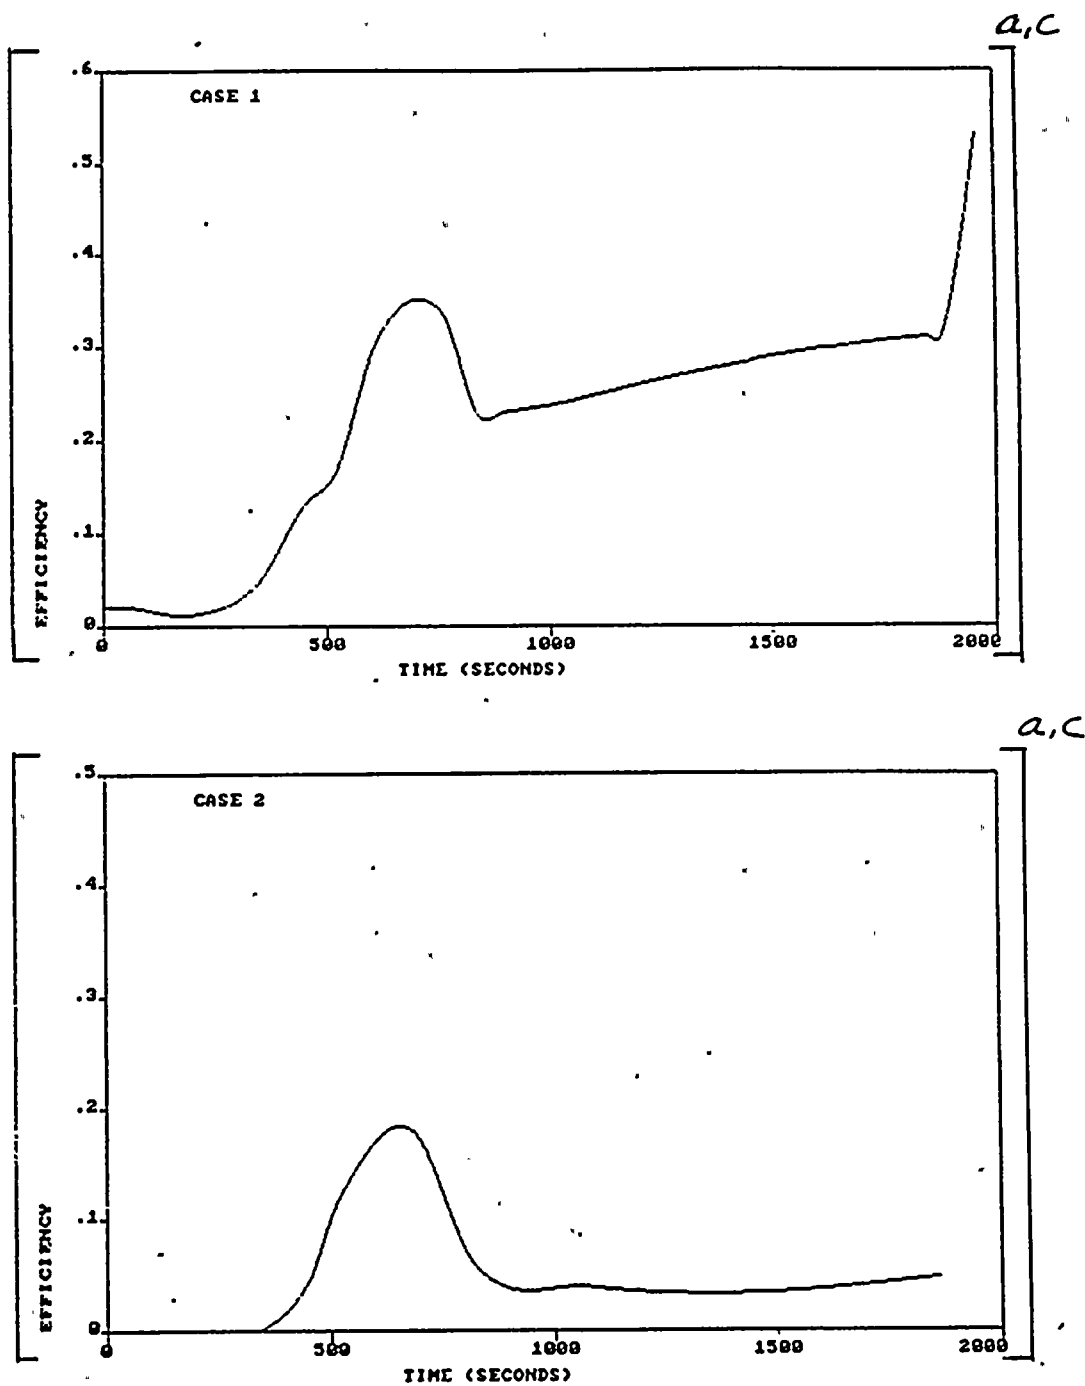 a,c
.6
CASE 1
.5
.4
.3
.2
.1
0
EFFICIENCY
0 500 1000 1500 2000
TIME (SECONDS)
a,c
.5
CASE 2
.4
.3
.2
.1
0
EFFICIENCY
0 500 1000 1500 2000
TIME (SECONDS)